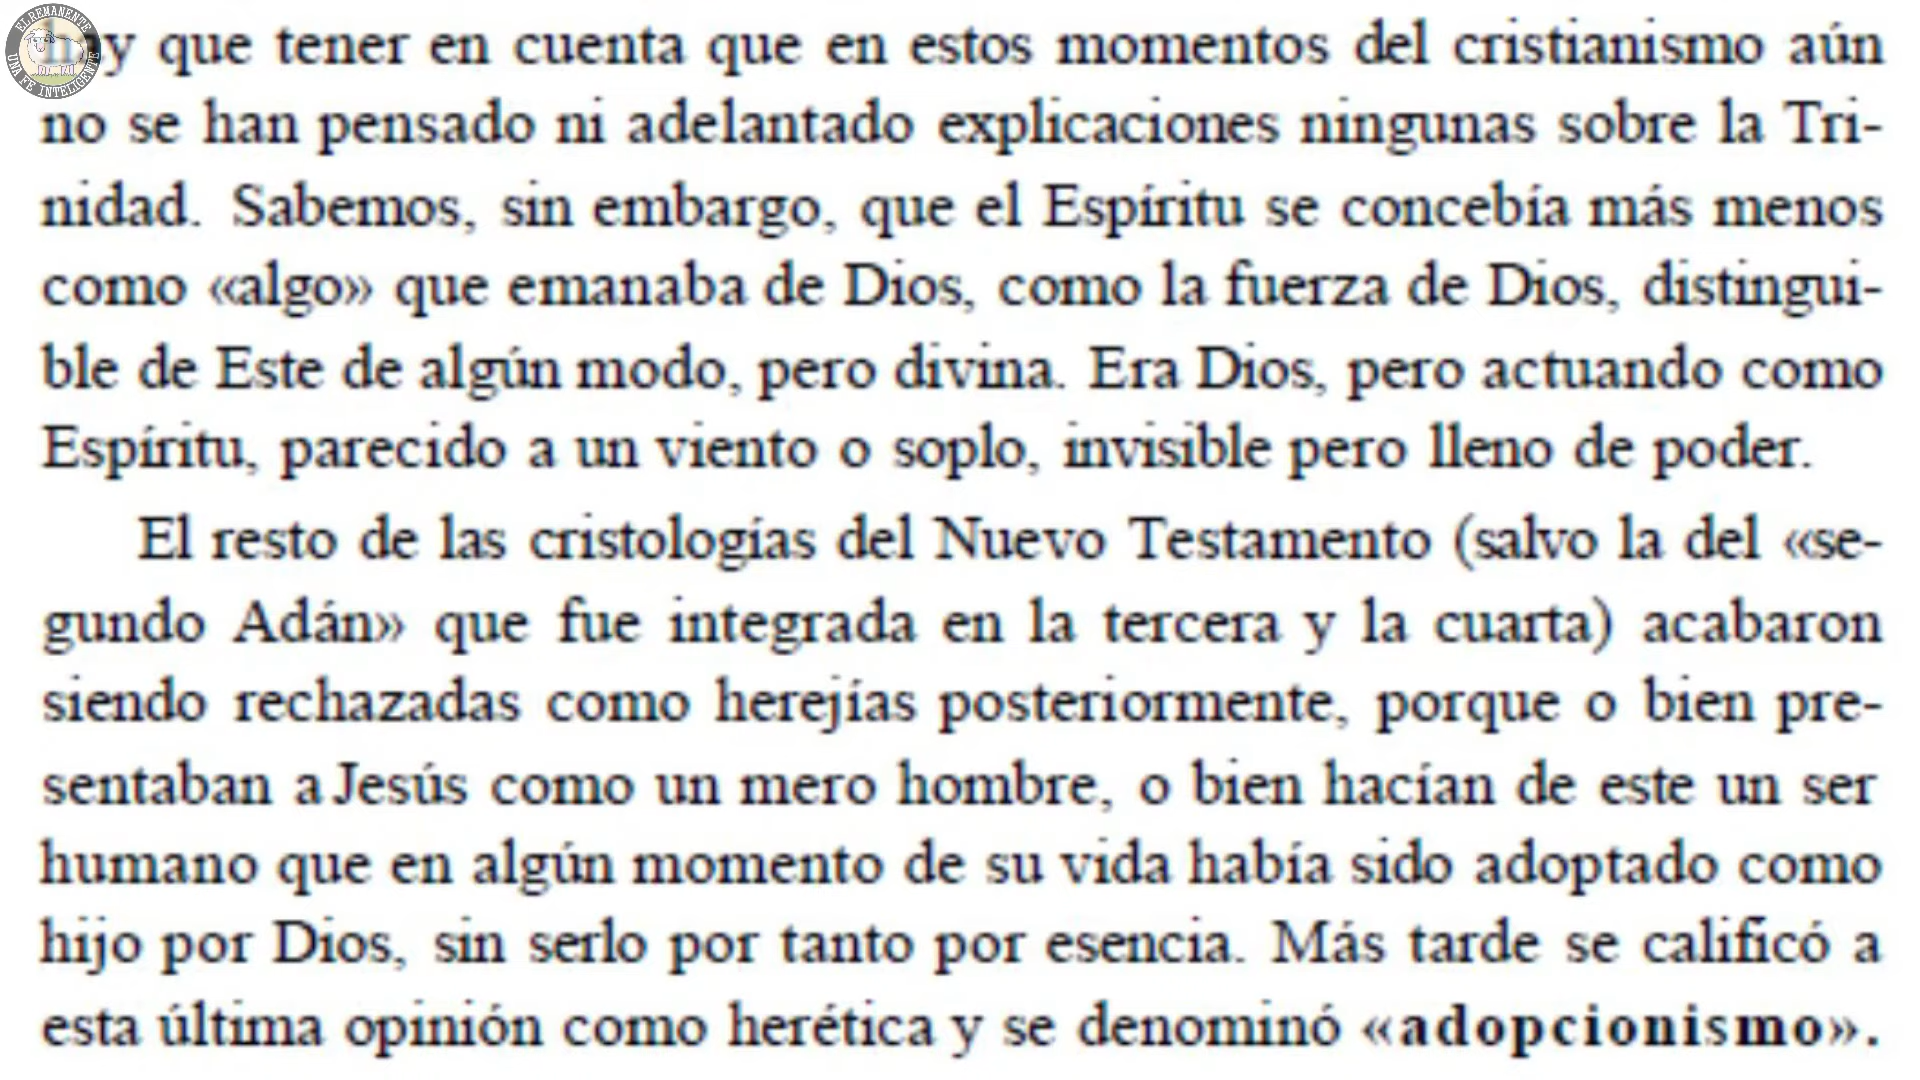 EL REMANENTE
UNA FE INTELIGENTE
hay que tener en cuenta que en estos momentos del cristianismo aún
no se han pensado ni adelantado explicaciones ningunas sobre la Tri-
nidad. Sabemos, sin embargo, que el Espíritu se concebía más menos
como «algo» que emanaba de Dios, como la fuerza de Dios, distingui-
ble de Este de algún modo, pero divina. Era Dios, pero actuando como
Espíritu, parecido a un viento o soplo, invisible pero lleno de poder.
El resto de las cristologías del Nuevo Testamento (salvo la del «se-
gundo Adán» que fue integrada en la tercera y la cuarta) acabaron
siendo rechazadas como herejías posteriormente, porque o bien pre-
sentaban a Jesús como un mero hombre, o bien hacían de este un ser
humano que en algún momento de su vida había sido adoptado como
hijo por Dios, sin serlo por tanto por esencia. Más tarde se calificó a
esta última opinión como herética y se denominó «adopcionismo».